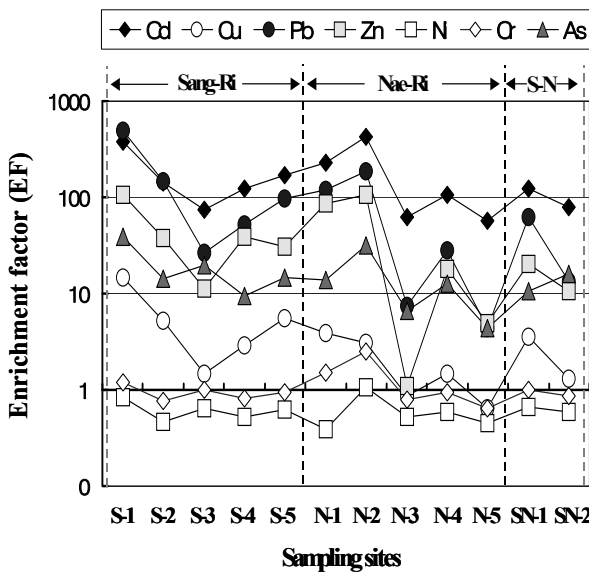 Cd Cu Pb Zn N Cr As
Sang-Ri Nae-Ri S-N
1000
100
10
1
0
Enrichment factor (EF)
S-1 S-2 S-3 S-4 S-5 N-1 N-2 N-3 N-4 N-5 SN-1 SN-2
Sampling sites